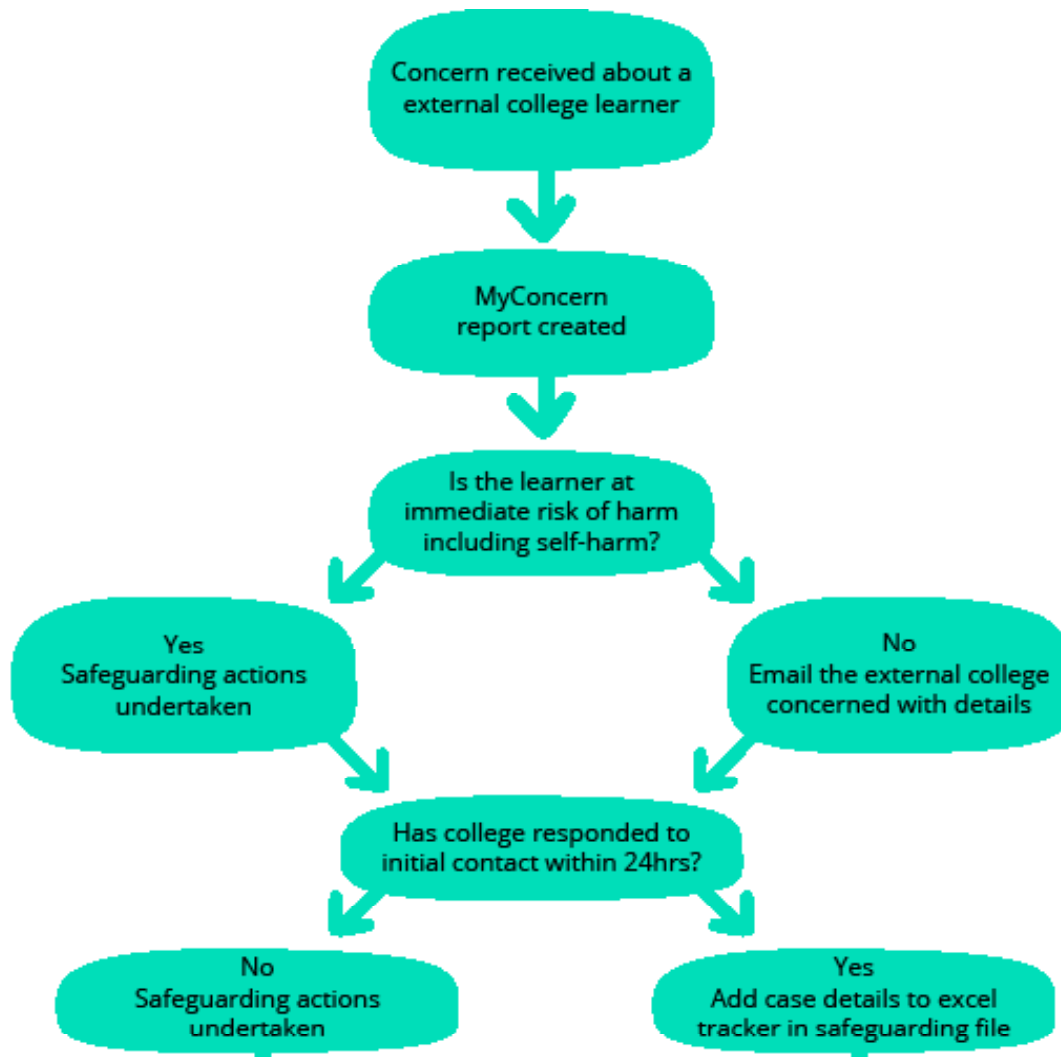 Concern received about a
external college learner
MyConcern
report created
Is the learner at
immediate risk of harm
including self-harm?
Yes
Safeguarding actions
undertaken
No
Email the external college
concerned with details
Has college responded to
initial contact within 24hrs?
No
Safeguarding actions
undertaken
Yes
Add case details to excel
tracker in safeguarding file